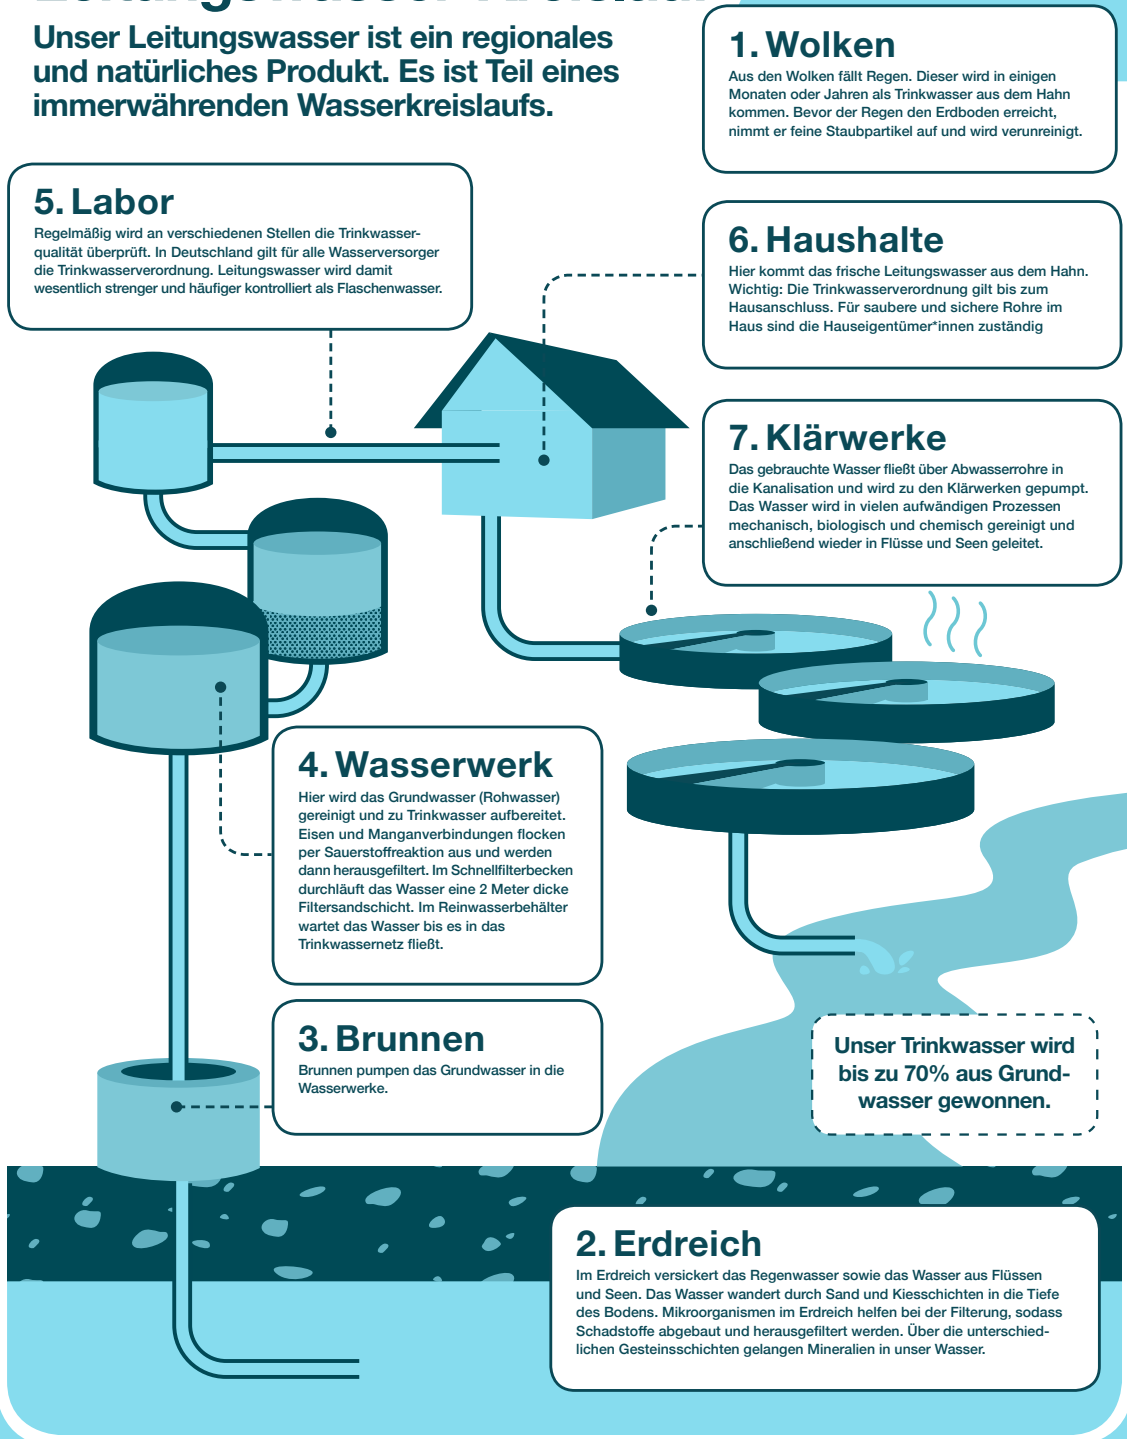 Unser Leitungswasser ist ein regionales
und natürliches Produkt. Es ist Teil eines
immerwährenden Wasserkreislaufs.
1. Wolken
Aus den Wolken fällt Regen. Dieser wird in einigen
Monaten oder Jahren als Trinkwasser aus dem Hahn
kommen. Bevor der Regen den Erdboden erreicht,
nimmt er feine Staubpartikel auf und wird verunreinigt.
5. Labor
Regelmäßig wird an verschiedenen Stellen die Trinkwasser-
qualität überprüft. In Deutschland gilt für alle Wasserversorger
die Trinkwasserverordnung. Leitungswasser wird damit
wesentlich strenger und häufiger kontrolliert als Flaschenwasser.
6. Haushalte
Hier kommt das frische Leitungswasser aus dem Hahn.
Wichtig: Die Trinkwasserverordnung gilt bis zum
Hausanschluss. Für saubere und sichere Rohre im
Haus sind die Hauseigentümer*innen zuständig
7. Klärwerke
Das gebrauchte Wasser fließt über Abwasserrohre in
die Kanalisation und wird zu den Klärwerken gepumpt.
Das Wasser wird in vielen aufwändigen Prozessen
mechanisch, biologisch und chemisch gereinigt und
anschließend wieder in Flüsse und Seen geleitet.
4. Wasserwerk
Hier wird das Grundwasser (Rohwasser)
gereinigt und zu Trinkwasser aufbereitet.
Eisen und Manganverbindungen flocken
per Sauerstoffreaktion aus und werden
dann herausgefiltert. Im Schnellfilterbecken
durchläuft das Wasser eine 2 Meter dicke
Filtersandschicht. Im Reinwasserbehälter
wartet das Wasser bis es in das
Trinkwassernetz fließt.
3. Brunnen
Brunnen pumpen das Grundwasser in die
Wasserwerke.
Unser Trinkwasser wird
bis zu 70% aus Grund-
wasser gewonnen.
2. Erdreich
Im Erdreich versickert das Regenwasser sowie das Wasser aus Flüssen
und Seen. Das Wasser wandert durch Sand und Kiesschichten in die Tiefe
des Bodens. Mikroorganismen im Erdreich helfen bei der Filterung, sodass
Schadstoffe abgebaut und herausgefiltert werden. Über die unterschied-
lichen Gesteinsschichten gelangen Mineralien in unser Wasser.